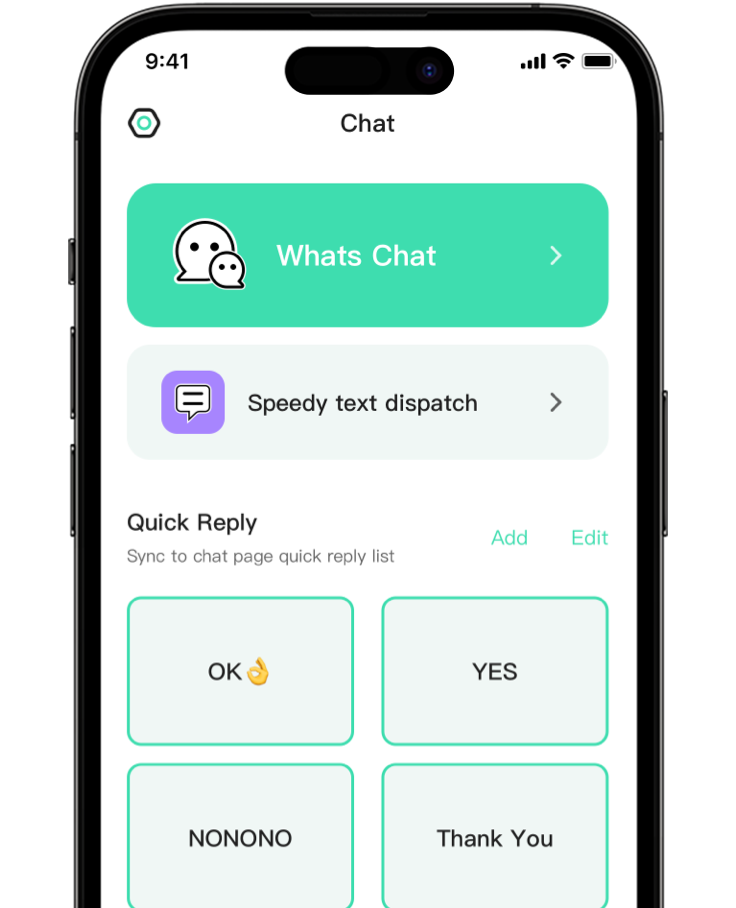 9:41
Chat
Whats Chat
Speedy text dispatch
Quick Reply
Add Edit
Sync to chat page quick reply list
OK👌 YES
NONONO Thank You